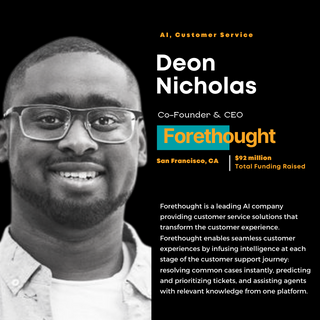 AI, Customer Service
Deon
Nicholas
Co-Founder & CEO
Forethought
San Francisco, CA
$92 million
Total Funding Raised
Forethought is a leading AI company
providing customer service solutions that
transform the customer experience.
Forethought enables seamless customer
experiences by infusing intelligence at each
stage of the customer support journey:
resolving common cases instantly, predicting
and prioritizing tickets, and assisting agents
with relevant knowledge from one platform.